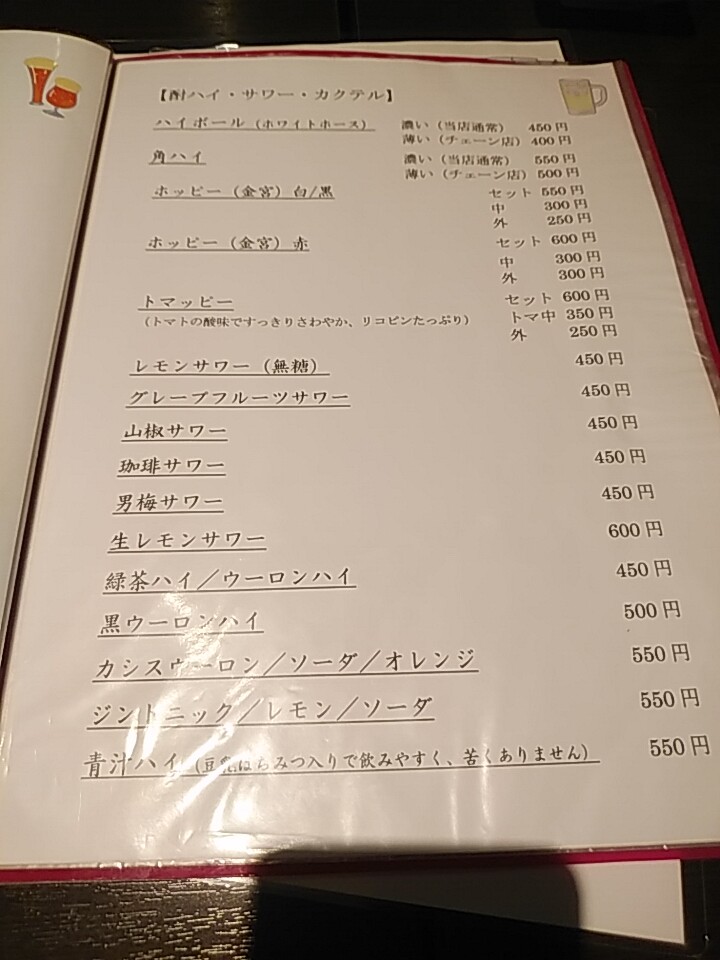 【酎ハイ・サワー・カクテル】
ハイボール（ホワイトホース） 濃い（当店通常） 450円
薄い（チェーン店） 400円
角ハイ 濃い（当店通常） 550円
薄い（チェーン店） 500円
ホッピー（金宮）白/黒 セット 550円
中 300円
外 250円
ホッピー（金宮）赤 セット 600円
中 300円
外 300円
トマッピー セット 600円
（トマトの酸味ですっきりさわやか、リコピンたっぷり） トマ中 350円
外 250円
レモンサワー（無糖） 450円
グレープフルーツサワー 450円
山椒サワー 450円
珈琲サワー 450円
男梅サワー 450円
生レモンサワー 600円
緑茶ハイ／ウーロンハイ 450円
黒ウーロンハイ 500円
カシスウーロン／ソーダ／オレンジ 550円
ジントニック／レモン／ソーダ 550円
青汁ハイ（豆乳はちみつ入りで飲みやすく、苦くありません） 550円